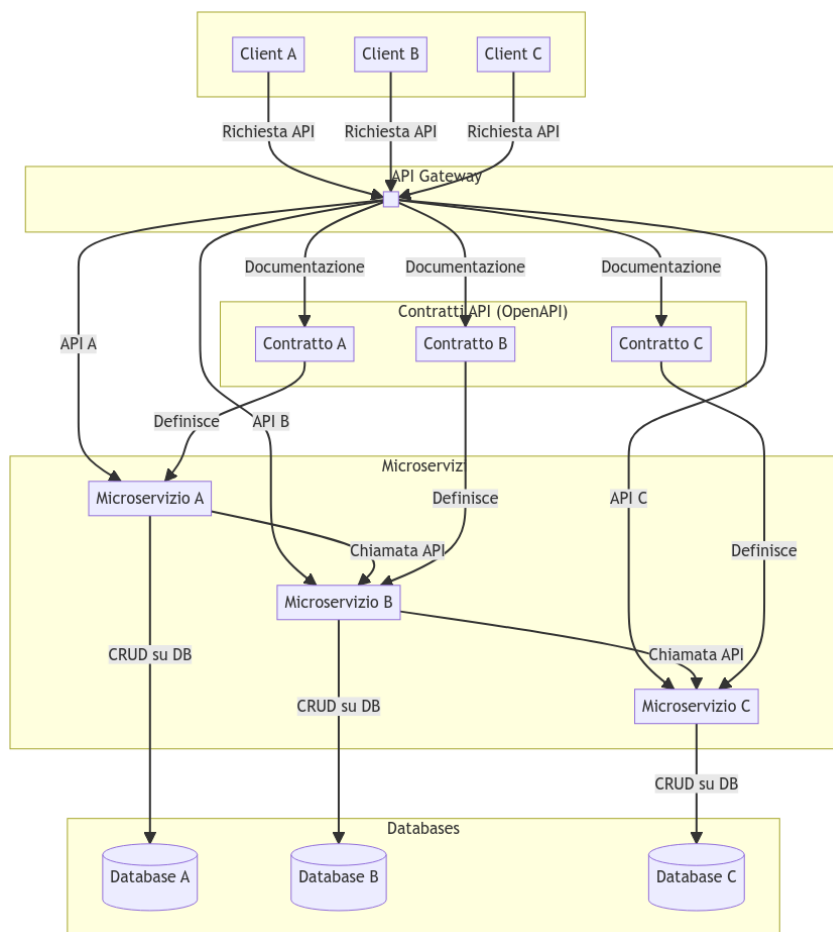 Client A
Client B
Client C
Richiesta API
Richiesta API
Richiesta API
API Gateway
Documentazione
Documentazione
Documentazione
Contratti API (OpenAPI)
API A
Contratto A
Contratto B
Contratto C
Definisce
API B
Microservizi
Microservizio A
Definisce
API C
Chiamata API
Definisce
Microservizio B
CRUD su DB
Chiamata API
CRUD su DB
Microservizio C
CRUD su DB
Databases
Database A
Database B
Database C